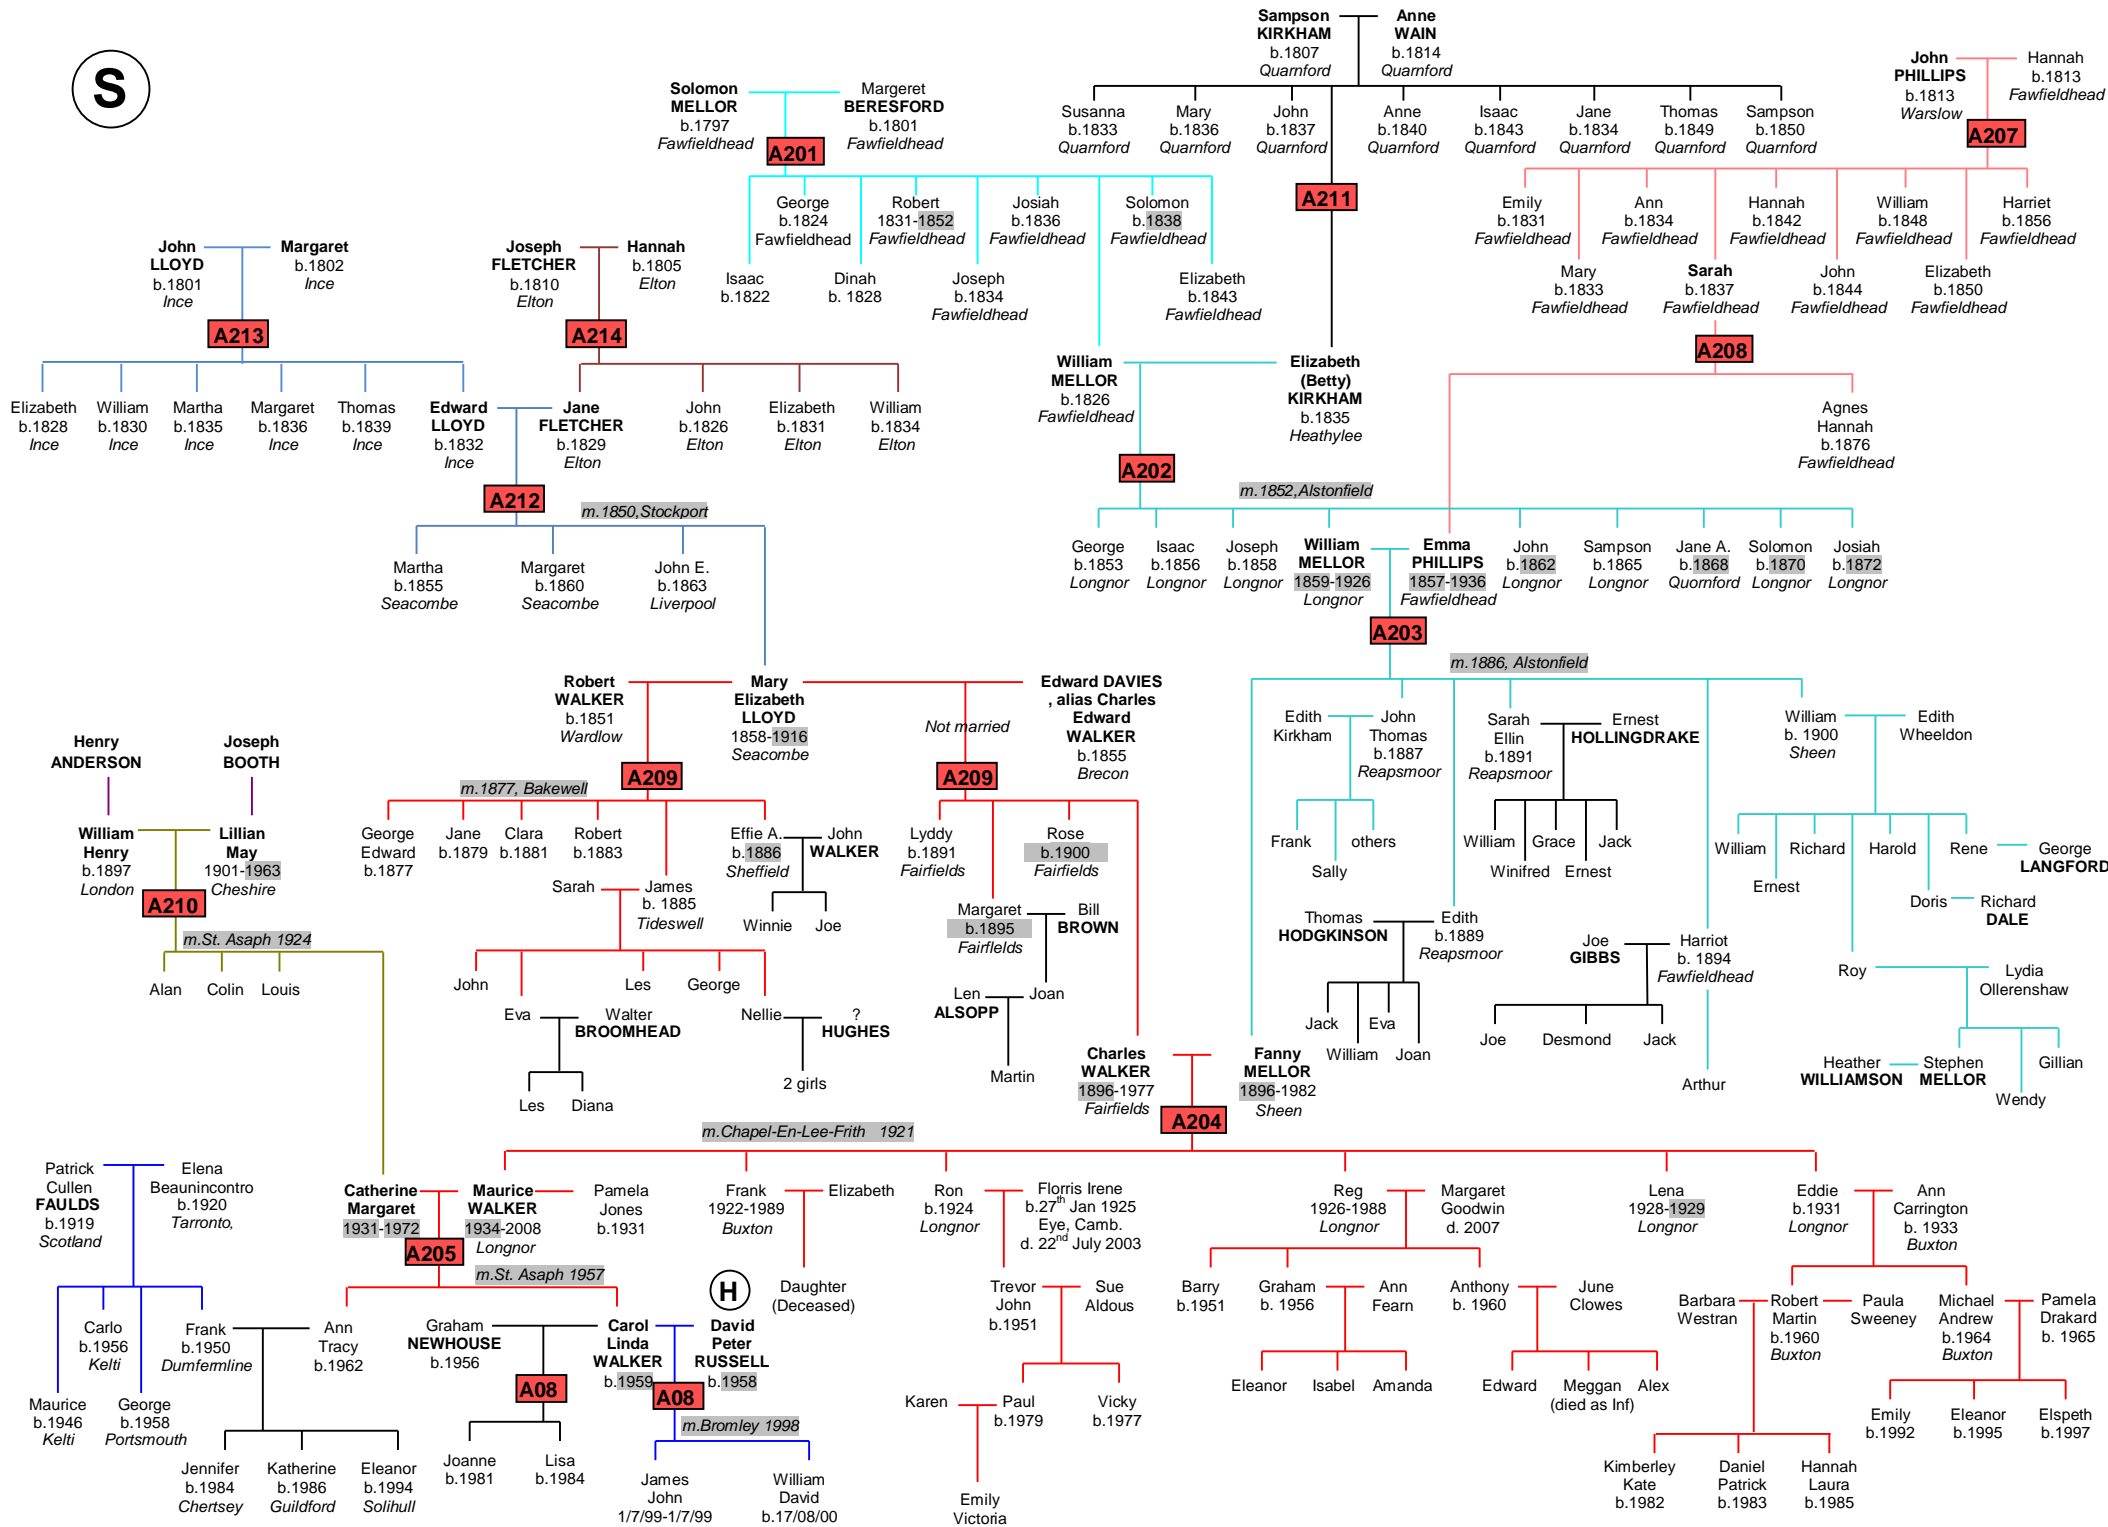 S
Sampson
KIRKHAM
b.1807
Quarnford
Anne
WAIN
b.1814
Quarnford
John
PHILLIPS
b.1813
Warslow
Hannah
b.1813
Fawfieldhead
A207
Solomon
MELLOR
b.1797
Fawfieldhead
Margeret
BERESFORD
b.1801
Fawfieldhead
A201
Susanna
b.1833
Quarnford
Mary
b.1836
Quarnford
John
b.1837
Quarnford
Anne
b.1840
Quarnford
Isaac
b.1843
Quarnford
Jane
b.1834
Quarnford
Thomas
b.1849
Quarnford
Sampson
b.1850
Quarnford
A211
George
b.1824
Fawfieldhead
Robert
1831-1852
Fawfieldhead
Josiah
b.1836
Fawfieldhead
Solomon
b.1838
Fawfieldhead
Isaac
b.1822
Dinah
b. 1828
Joseph
b.1834
Fawfieldhead
Elizabeth
b.1843
Fawfieldhead
Emily
b.1831
Fawfieldhead
Ann
b.1834
Fawfieldhead
Hannah
b.1842
Fawfieldhead
William
b.1848
Fawfieldhead
Harriet
b.1856
Fawfieldhead
Mary
b.1833
Fawfieldhead
Sarah
b.1837
Fawfieldhead
John
b.1844
Fawfieldhead
Elizabeth
b.1850
Fawfieldhead
A208
John
LLOYD
b.1801
Ince
Margaret
b.1802
Ince
A213
Joseph
FLETCHER
b.1810
Elton
Hannah
b.1805
Elton
A214
Elizabeth
b.1828
Ince
William
b.1830
Ince
Martha
b.1835
Ince
Margaret
b.1836
Ince
Thomas
b.1839
Ince
Edward
LLOYD
b.1832
Ince
Jane
FLETCHER
b.1829
Elton
John
b.1826
Elton
Elizabeth
b.1831
Elton
William
b.1834
Elton
William
MELLOR
b.1826
Fawfieldhead
Elizabeth
(Betty)
KIRKHAM
b.1835
Heathylee
Agnes
Hannah
b.1876
Fawfieldhead
A202
m.1852,Alstonfield
A212
m.1850,Stockport
Martha
b.1855
Seacombe
Margaret
b.1860
Seacombe
John E.
b.1863
Liverpool
George
b.1853
Longnor
Isaac
b.1856
Longnor
Joseph
b.1858
Longnor
William
MELLOR
1859-1926
Longnor
Emma
PHILLIPS
1857-1936
Fawfieldhead
John
b.1862
Longnor
Sampson
b.1865
Longnor
Jane A.
b.1868
Quornford
Solomon
b.1870
Longnor
Josiah
b.1872
Longnor
A203
m.1886, Alstonfield
Robert
WALKER
b.1851
Wardlow
Mary
Elizabeth
LLOYD
1858-1916
Seacombe
Not married
Edward DAVIES
, alias Charles
Edward
WALKER
b.1855
Brecon
A209
m.1877, Bakewell
A209
Henry
ANDERSON
Joseph
BOOTH
William
Henry
b.1897
London
Lillian
May
1901-1963
Cheshire
A210
m.St. Asaph 1924
Alan
Colin
Louis
George
Edward
b.1877
Jane
b.1879
Clara
b.1881
Robert
b.1883
Effie A.
b.1886
Sheffield
John
WALKER
Sarah
James
b. 1885
Tideswell
Winnie
Joe
Lyddy
b.1891
Fairfields
Rose
b.1900
Fairfields
Margaret
b.1895
Fairflelds
Bill
BROWN
Len
ALSOPP
Joan
Martin
John
Les
George
Eva
Walter
BROOMHEAD
Nellie
?
HUGHES
Les
Diana
2 girls
Edith
Kirkham
John
Thomas
b.1887
Reapsmoor
Sarah
Ellin
b.1891
Reapsmoor
Ernest
HOLLINGDRAKE
William
b. 1900
Sheen
Edith
Wheeldon
Frank
others
Sally
William
Grace
Jack
Winifred
Ernest
William
Richard
Harold
Rene
George
LANGFORD
Ernest
Doris
Richard
DALE
Thomas
HODGKINSON
Edith
b.1889
Reapsmoor
Joe
GIBBS
Harriot
b. 1894
Fawfieldhead
Roy
Lydia
Ollerenshaw
Jack
Eva
William
Joan
Joe
Desmond
Jack
Arthur
Heather
WILLIAMSON
Stephen
MELLOR
Gillian
Wendy
Charles
WALKER
1896-1977
Fairfields
Fanny
MELLOR
1896-1982
Sheen
A204
m.Chapel-En-Lee-Frith 1921
Patrick
Cullen
FAULDS
b.1919
Scotland
Elena
Beaunincontro
b.1920
Tarronto,
Catherine
Margaret
1931-1972
Maurice
WALKER
1934-2008
Longnor
Pamela
Jones
b.1931
A205
m.St. Asaph 1957
Frank
1922-1989
Buxton
Elizabeth
Daughter
(Deceased)
Ron
b.1924
Longnor
Florris Irene
b.27th Jan 1925
Eye, Camb.
d. 22nd July 2003
Reg
1926-1988
Longnor
Margaret
Goodwin
d. 2007
Lena
1928-1929
Longnor
Eddie
b.1931
Longnor
Ann
Carrington
b. 1933
Buxton
H
Carlo
b.1956
Kelti
Frank
b.1950
Dumfernline
Ann
Tracy
b.1962
Graham
NEWHOUSE
b.1956
Carol
Linda
WALKER
b.1959
David
Peter
RUSSELL
b.1958
A08
A08
m.Bromley 1998
Trevor
John
b.1951
Sue
Aldous
Barry
b.1951
Graham
b. 1956
Ann
Fearn
Anthony
b. 1960
June
Clowes
Barbara
Westran
Robert
Martin
b.1960
Buxton
Paula
Sweeney
Michael
Andrew
b.1964
Buxton
Pamela
Drakard
b. 1965
Maurice
b.1946
Kelti
George
b.1958
Portsmouth
Jennifer
b.1984
Chertsey
Katherine
b.1986
Guildford
Eleanor
b.1994
Solihull
Joanne
b.1981
Lisa
b.1984
James
John
1/7/99-1/7/99
William
David
b.17/08/00
Karen
Paul
b.1979
Vicky
b.1977
Emily
Victoria
Eleanor
Isabel
Amanda
Edward
Meggan
(died as Inf)
Alex
Kimberley
Kate
b.1982
Daniel
Patrick
b.1983
Hannah
Laura
b.1985
Emily
b.1992
Eleanor
b.1995
Elspeth
b.1997